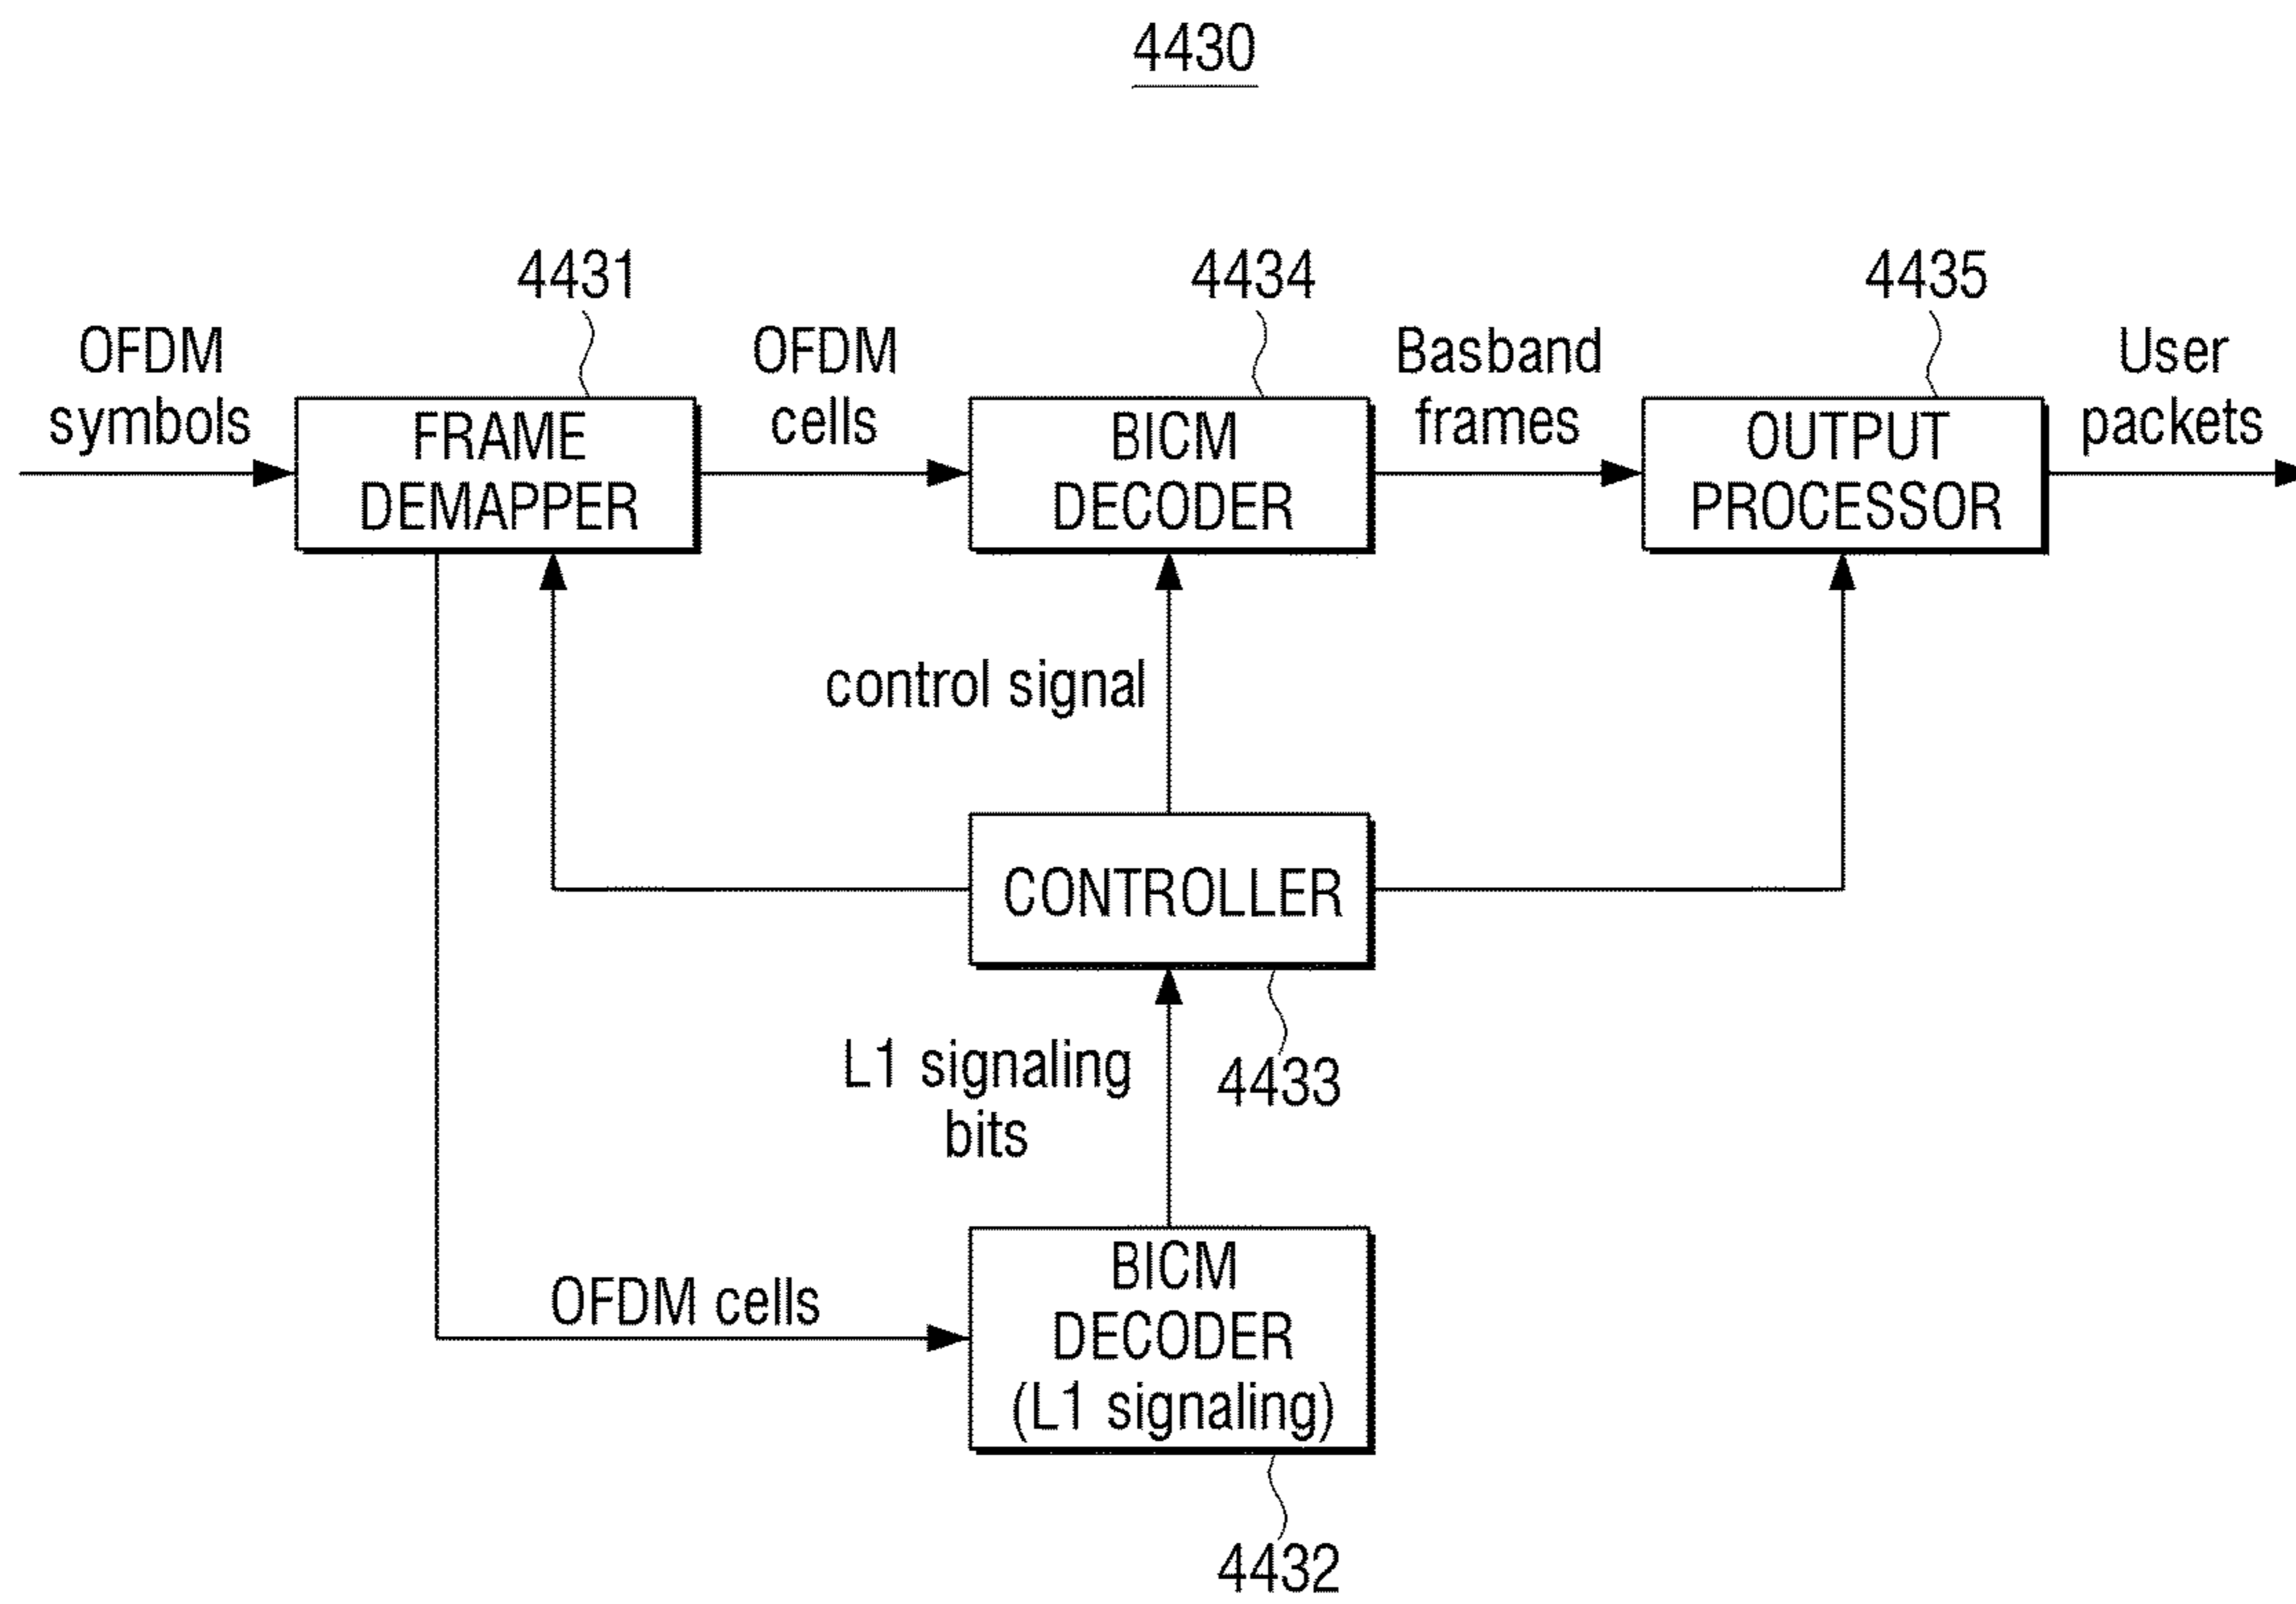 4430
4431
4434
4435
OFDM
symbols
OFDM
cells
Basband
frames
User
packets
FRAME
DEMAPPER
BICM
DECODER
OUTPUT
PROCESSOR
control signal
CONTROLLER
L1 signaling
bits
4433
OFDM cells
BICM
DECODER
(L1 signaling)
4432